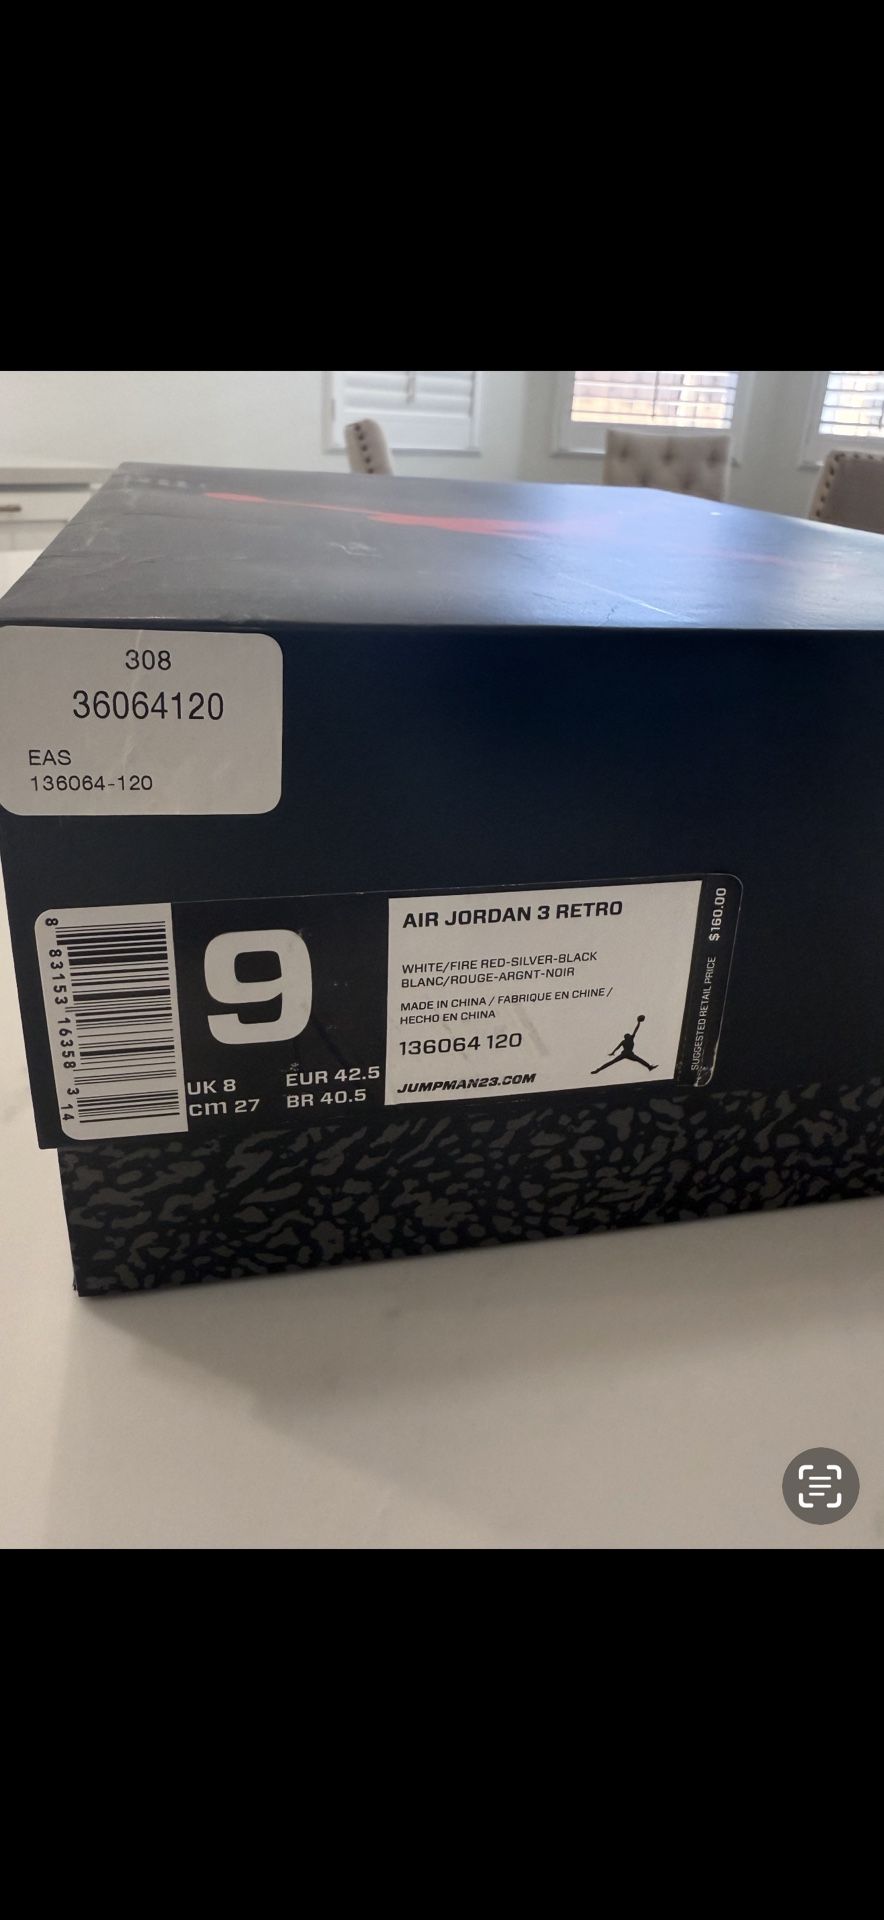 308
36064120
EAS
136064-120
8 83153 16358 3 14
9
UK 8
EUR 42.5
cm 27
BR 40.5
AIR JORDAN 3 RETRO
WHITE/FIRE RED-SILVER-BLACK
BLANC/ROUGE-ARGNT-NOIR
MADE IN CHINA / FABRIQUE EN CHINE /
HECHO EN CHINA
136064 120
JUMPMAN23.COM
SUGGESTED RETAIL PRICE $160.00